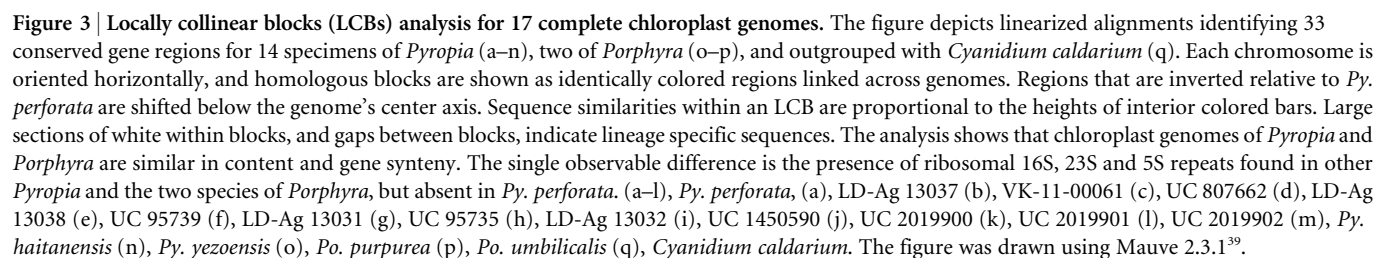 Figure 3 | Locally collinear blocks (LCBs) analysis for 17 complete chloroplast genomes. The figure depicts linearized alignments identifying 33
conserved gene regions for 14 specimens of Pyropia (a–n), two of Porphyra (o–p), and outgrouped with Cyanidium caldarium (q). Each chromosome is
oriented horizontally, and homologous blocks are shown as identically colored regions linked across genomes. Regions that are inverted relative to Py.
perforata are shifted below the genome's center axis. Sequence similarities within an LCB are proportional to the heights of interior colored bars. Large
sections of white within blocks, and gaps between blocks, indicate lineage specific sequences. The analysis shows that chloroplast genomes of Pyropia and
Porphyra are similar in content and gene synteny. The single observable difference is the presence of ribosomal 16S, 23S and 5S repeats found in other
Pyropia and the two species of Porphyra, but absent in Py. perforata. (a–l), Py. perforata, (a), LD-Ag 13037 (b), VK-11-00061 (c), UC 807662 (d), LD-Ag
13038 (e), UC 95739 (f), LD-Ag 13031 (g), UC 95735 (h), LD-Ag 13032 (i), UC 1450590 (j), UC 2019900 (k), UC 2019901 (l), UC 2019902 (m), Py.
haitanensis (n), Py. yezoensis (o), Po. purpurea (p), Po. umbilicalis (q), Cyanidium caldarium. The figure was drawn using Mauve 2.3.1³⁹.